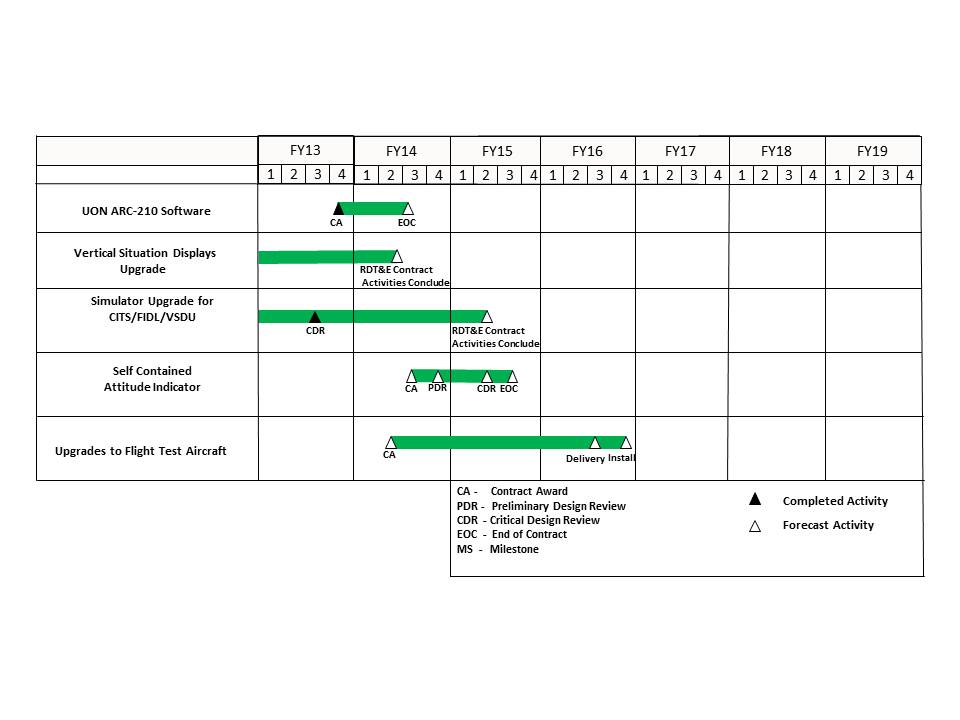 FY13 FY14 FY15 FY16 FY17 FY18 FY19
1 2 3 4 1 2 3 4 1 2 3 4 1 2 3 4 1 2 3 4 1 2 3 4 1 2 3 4
UON ARC-210 Software
CA EOC
Vertical Situation Displays
Upgrade
RDT&E Contract
Activities Conclude
Simulator Upgrade for
CITS/FIDL/VSDU
CDR
RDT&E Contract
Activities Conclude
Self Contained
Attitude Indicator
CA PDR CDR EOC
Upgrades to Flight Test Aircraft
CA Delivery Install
CA - Contract Award
PDR - Preliminary Design Review
CDR - Critical Design Review
EOC - End of Contract
MS - Milestone
Completed Activity
Forecast Activity